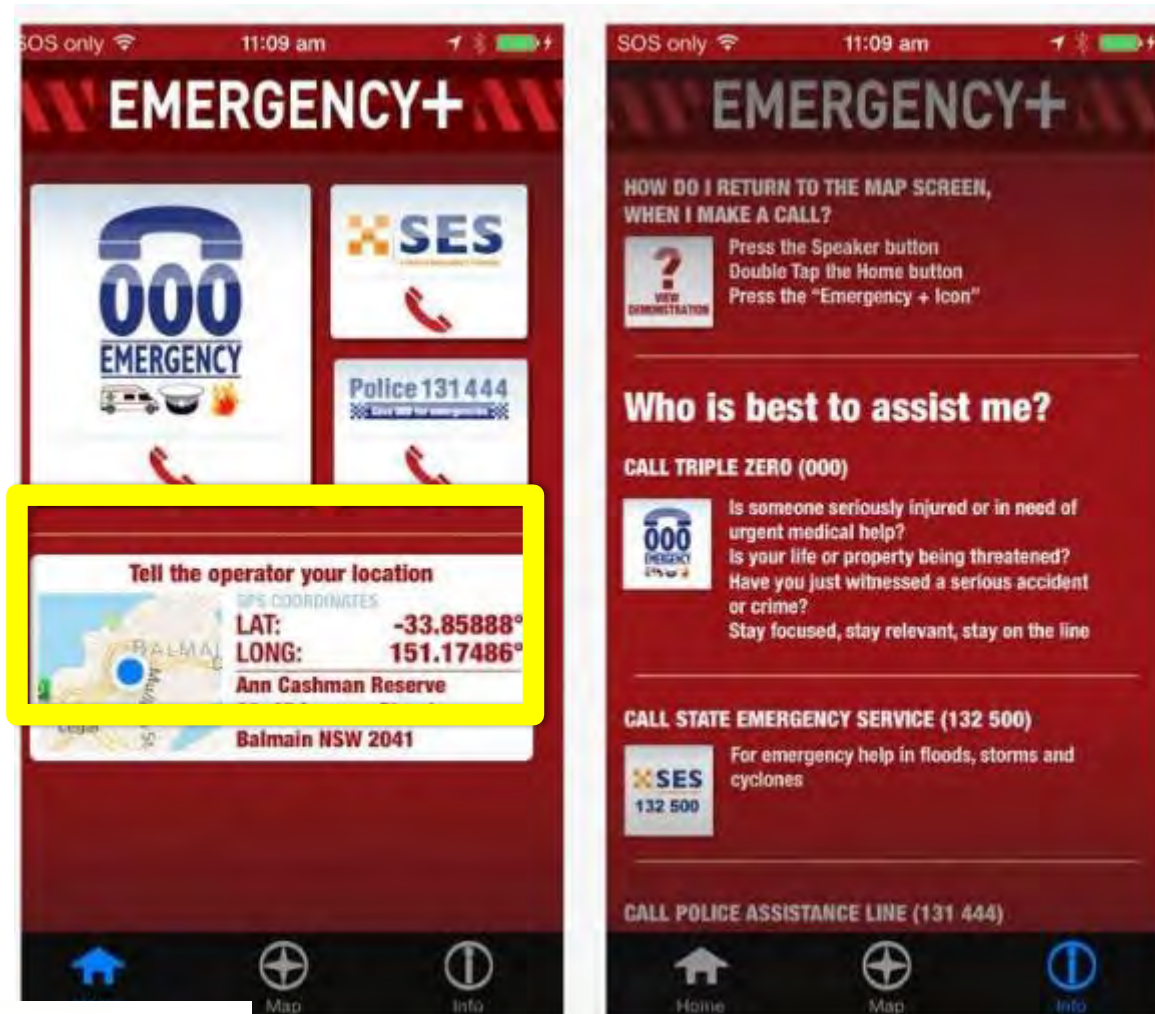 SOS only 11:09 am
EMERGENCY+
000
EMERGENCY
SES
Police 131 444
Tell the operator your location
GPS COORDINATES
LAT: -33.85888°
LONG: 151.17486°
Ann Cashman Reserve
Balmain NSW 2041
BALMAI
Map
Info
SOS only 11:09 am
EMERGENCY+
HOW DO I RETURN TO THE MAP SCREEN,
WHEN I MAKE A CALL?
?
VIEW
DEMONSTRATION
Press the Speaker button
Double Tap the Home button
Press the “Emergency + Icon”
Who is best to assist me?
CALL TRIPLE ZERO (000)
000
EMERGENCY
Is someone seriously injured or in need of
urgent medical help?
Is your life or property being threatened?
Have you just witnessed a serious accident
or crime?
Stay focused, stay relevant, stay on the line
CALL STATE EMERGENCY SERVICE (132 500)
SES
132 500
For emergency help in floods, storms and
cyclones
CALL POLICE ASSISTANCE LINE (131 444)
Home
Map
Info